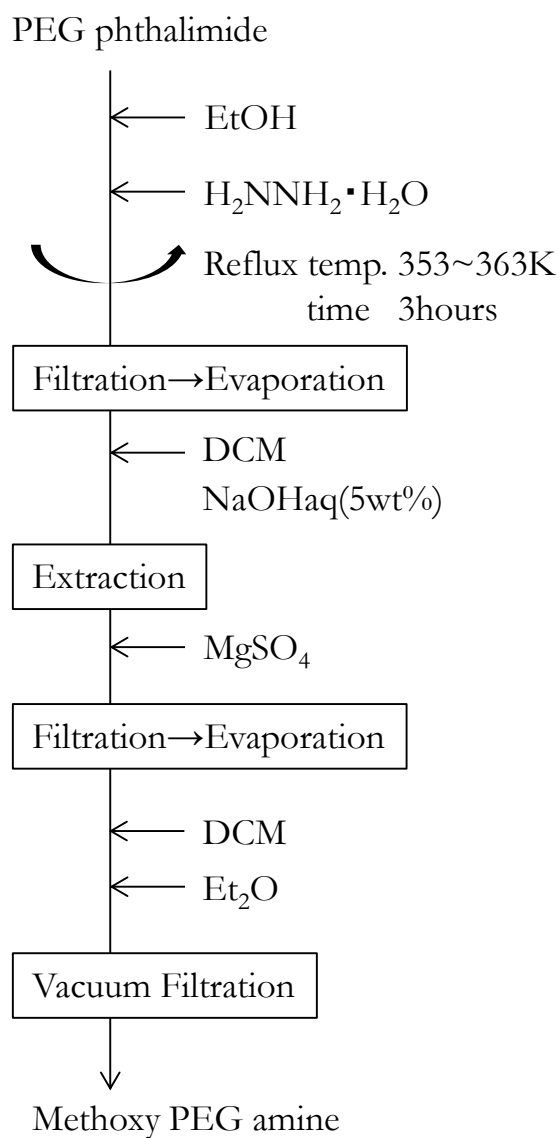 PEG phthalimide
EtOH
H₂NNH₂・H₂O
Reflux temp. 353~363K
time 3hours
Filtration→Evaporation
DCM
NaOHaq(5wt%)
Extraction
MgSO₄
Filtration→Evaporation
DCM
Et₂O
Vacuum Filtration
Methoxy PEG amine